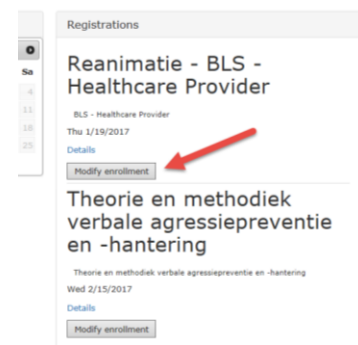 Registrations
Reanimatie - BLS -
Healthcare Provider
BLS - Healthcare Provider
Thu 1/19/2017
Details
Modify enrollment
Theorie en methodiek
verbale agressiepreventie
en -hantering
Theorie en methodiek verbale agressiepreventie en -hantering
Wed 2/15/2017
Details
Modify enrollment
Sa
4
11
18
25